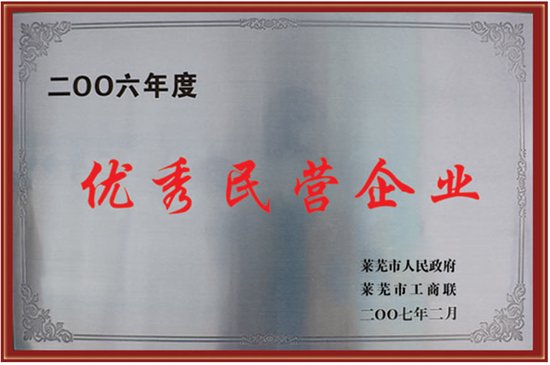 二OO六年度
优秀民营企业
莱芜市人民政府
莱芜市工商联
二OO七年二月